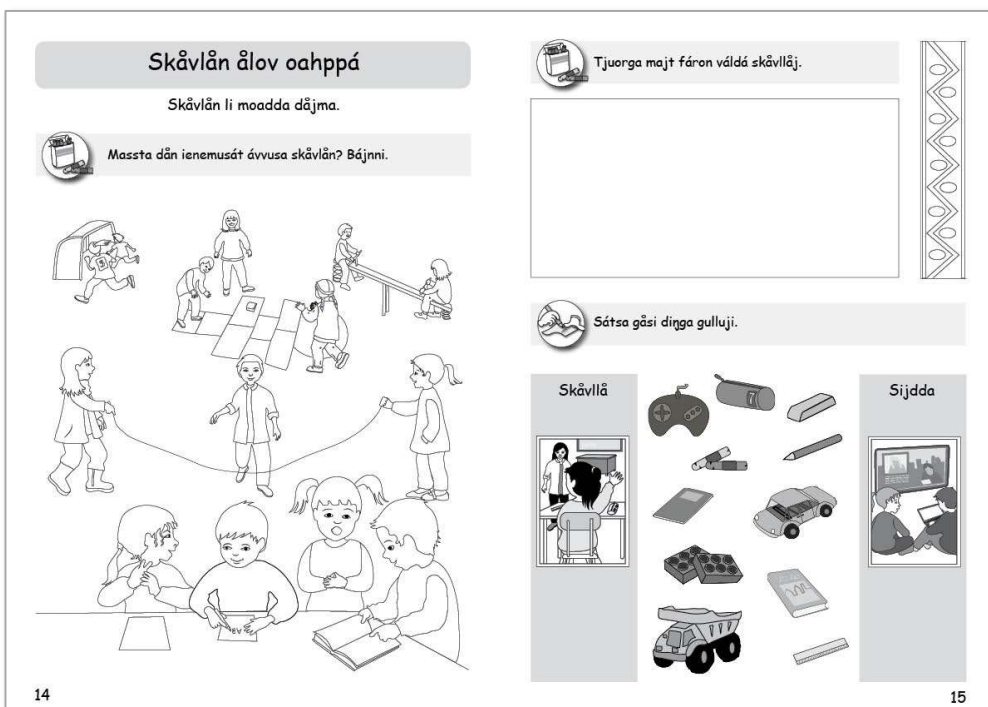 Skåvlån ålov oahppá
Skåvlån li moadda dåjma.
Massta dån ienemusát ávvusa skåvlån? Bájnni.
14
Tjuorga majt fáron váldá skåvllåj.
Sátsa gåsi diŋga gulluji.
Skåvllå
Sijdda
15